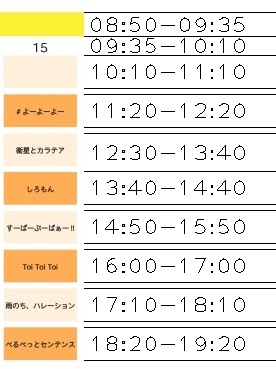 08:50－09:35
15 09:35－10:10
10:10－11:10
#よーよーよー 11:20－12:20
衛星とカラテア 12:30－13:40
しろもん 13:40－14:40
すーぱーぷーぱぁー!! 14:50－15:50
Toi Toi Toi 16:00－17:00
雨のち、ハレーション 17:10－18:10
ぺるぺっとセンテンス 18:20－19:20